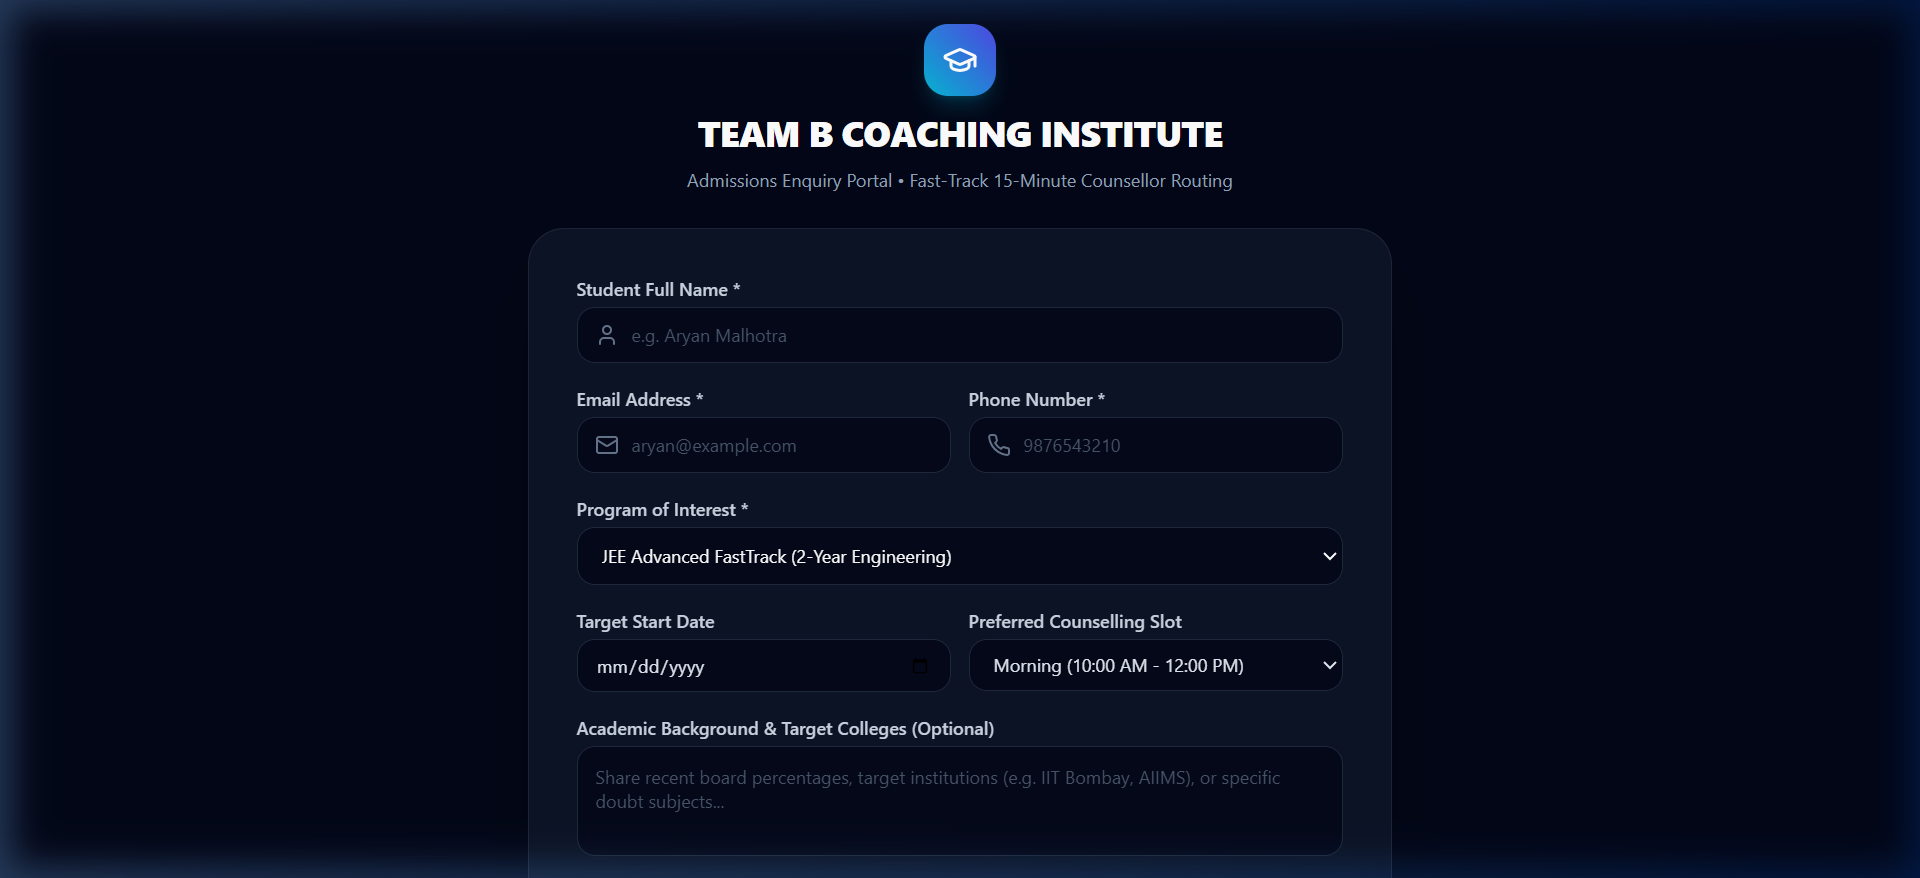 TEAM B COACHING INSTITUTE
Admissions Enquiry Portal • Fast-Track 15-Minute Counsellor Routing
Student Full Name *
e.g. Aryan Malhotra
Email Address *
Phone Number *
aryan@example.com
9876543210
Program of Interest *
JEE Advanced FastTrack (2-Year Engineering)
Target Start Date
Preferred Counselling Slot
mm/dd/yyyy
Morning (10:00 AM - 12:00 PM)
Academic Background & Target Colleges (Optional)
Share recent board percentages, target institutions (e.g. IIT Bombay, AIIMS), or specific
doubt subjects...